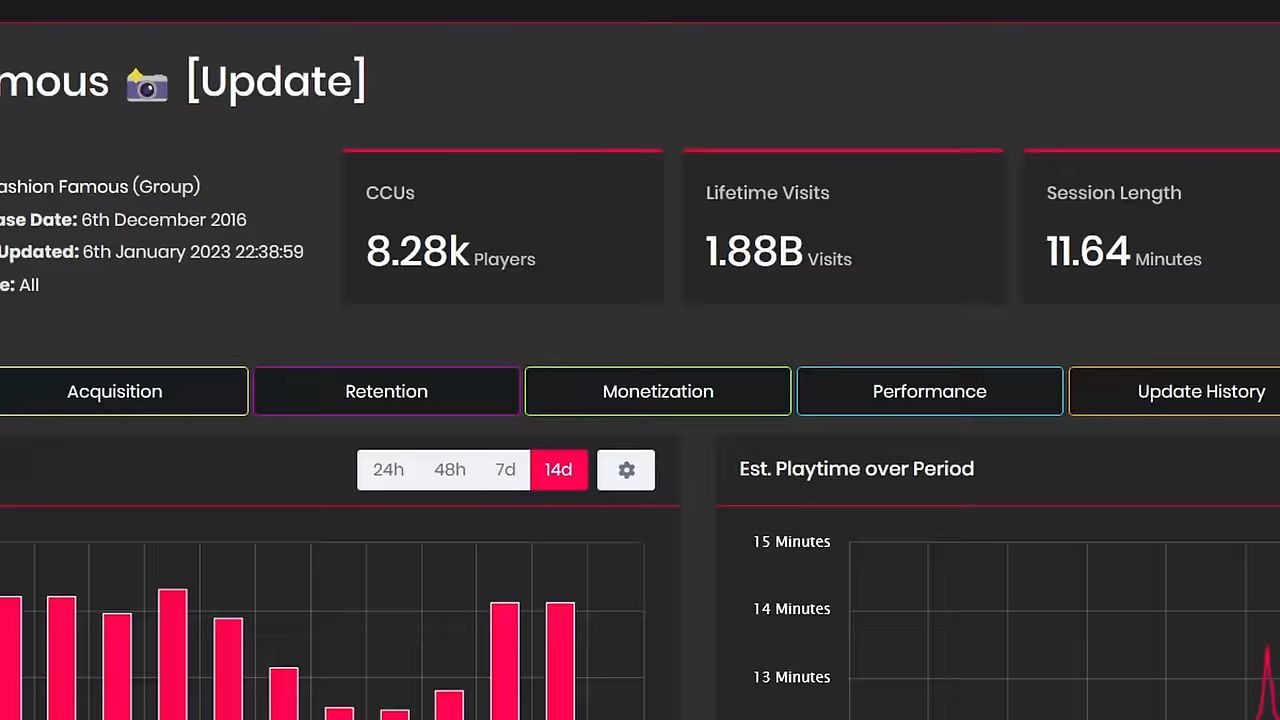 mous [Update]
ashion Famous (Group)
ase Date: 6th December 2016
Updated: 6th January 2023 22:38:59
e: All
CCUs
8.28k Players
Lifetime Visits
1.88B Visits
Session Length
11.64 Minutes
Acquisition
Retention
Monetization
Performance
Update History
24h 48h 7d 14d
Est. Playtime over Period
15 Minutes
14 Minutes
13 Minutes